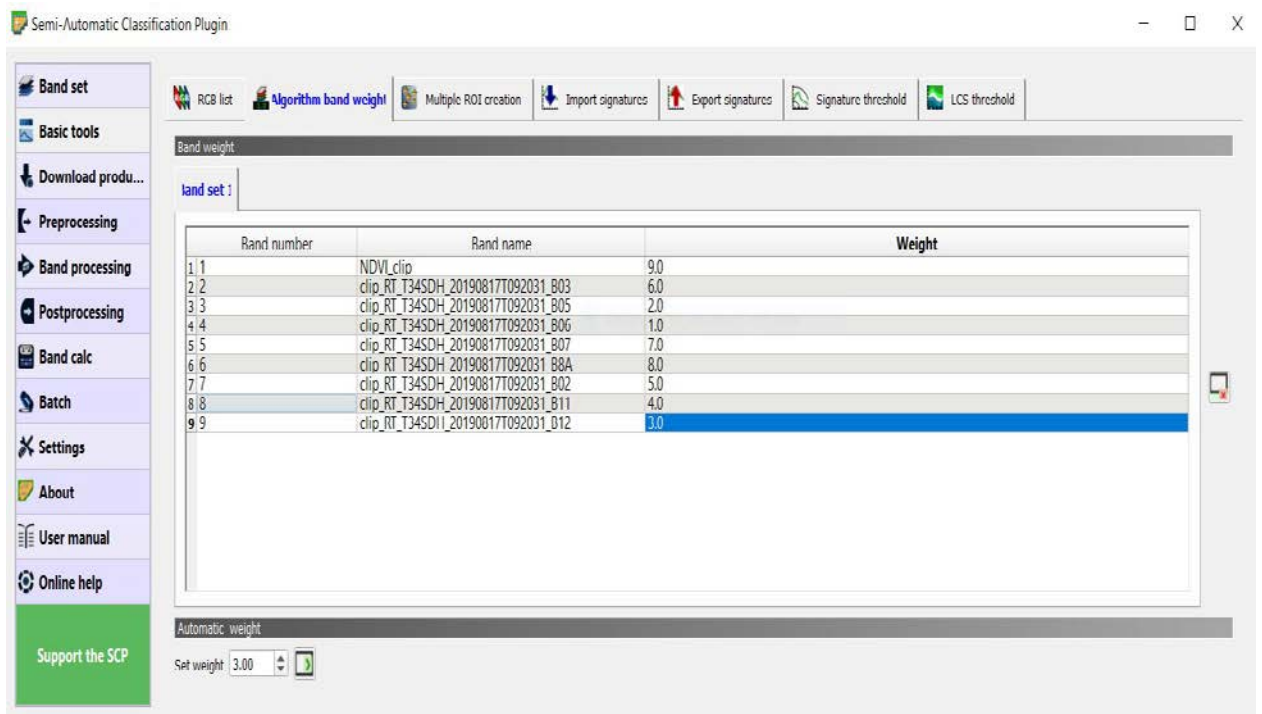 Semi-Automatic Classification Plugin
Band set
Basic tools
Download produ...
Preprocessing
Band processing
Postprocessing
Band calc
Batch
Settings
About
User manual
Online help
Support the SCP
RGB list Algorithm band weight Multiple ROI creation Import signatures Export signatures Signature threshold LCS threshold
Band weight
Band set 1
Band number Band name Weight
1 1 NDVI_clip 9.0
2 2 clip_RT_T34SDH_20190817T092031_B03 6.0
3 3 clip_RT_T34SDH_20190817T092031_B05 2.0
4 4 clip_RT_T34SDH_20190817T092031_B06 1.0
5 5 clip_RT_T34SDH_20190817T092031_B07 7.0
6 6 clip_RT_T34SDH_20190817T092031_B8A 8.0
7 7 clip_RT_T34SDH_20190817T092031_B02 5.0
8 8 clip_RT_T34SDH_20190817T092031_B11 4.0
9 9 clip_RT_T34SDH_20190817T092031_B12 3.0
Automatic weight
Set weight 3.00